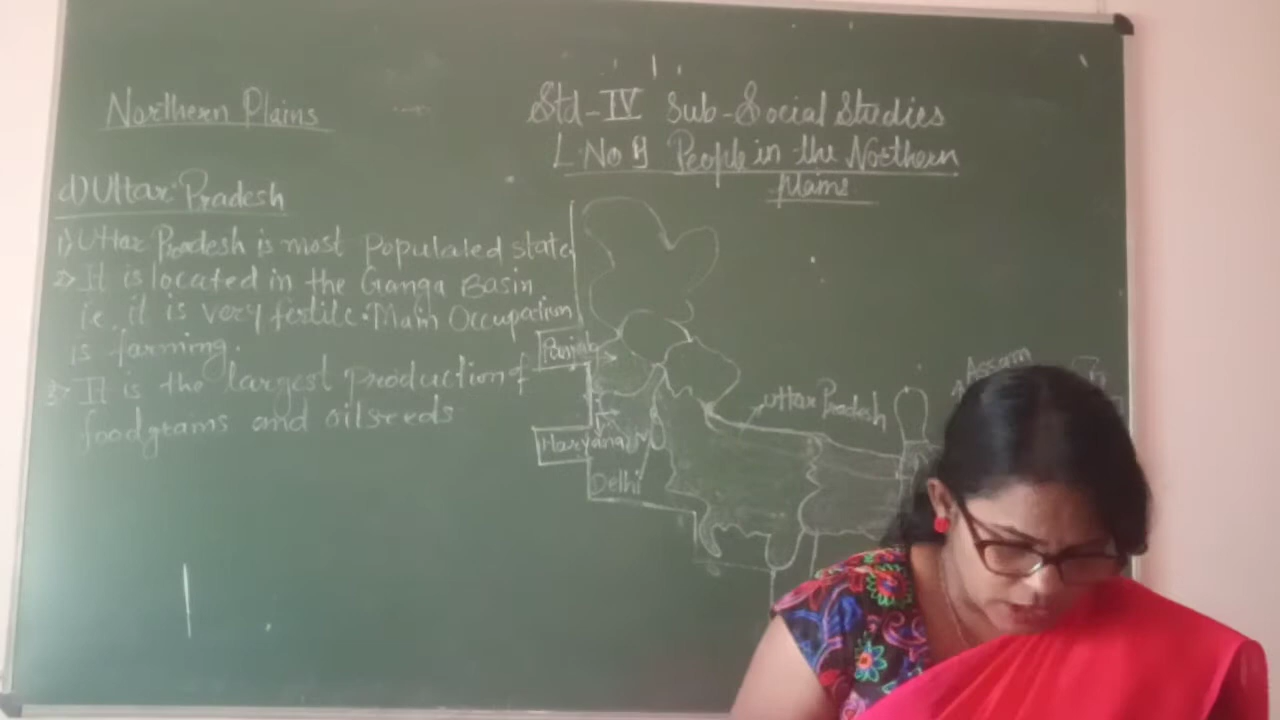 Northern Plains
Std-IV Sub-Social Studies
L.No 9 People in the Northern
Plains.
d) Uttar Pradesh
1) Uttar Pradesh is most Populated state.
2> It is located in the Ganga Basin
i.e. it is very fertile. Main Occupation
is farming.
3> It is the largest Production of
foodgrams and oilseeds
Punjab
Haryana
Delhi
Uttar Pradesh
Assam